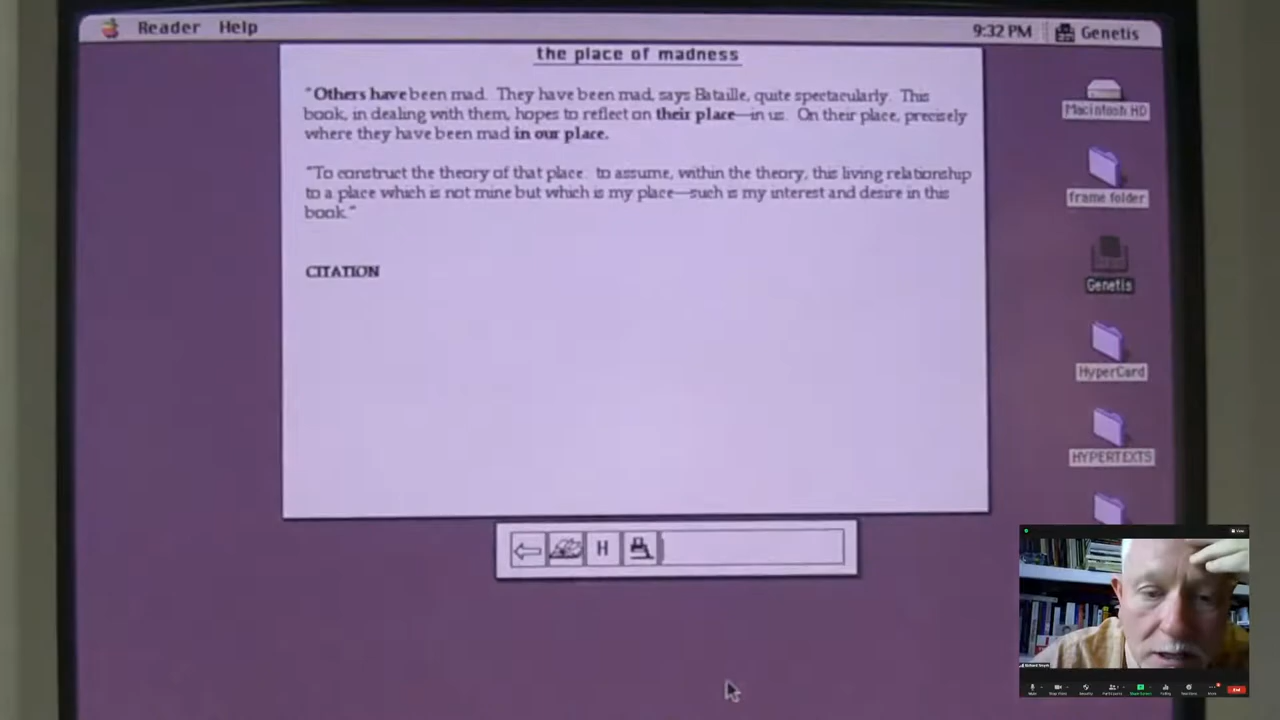 Reader Help 9:32 PM Genetis
the place of madness
"Others have been mad. They have been mad, says Bataille, quite spectacularly. This
book, in dealing with them, hopes to reflect on their place—in us. On their place, precisely
where they have been mad in our place.
"To construct the theory of that place: to assume, within the theory, this living relationship
to a place which is not mine but which is my place—such is my interest and desire in this
book."
CITATION
Macintosh HD
frame folder
Genetis
HyperCard
HYPERTEXTS
H